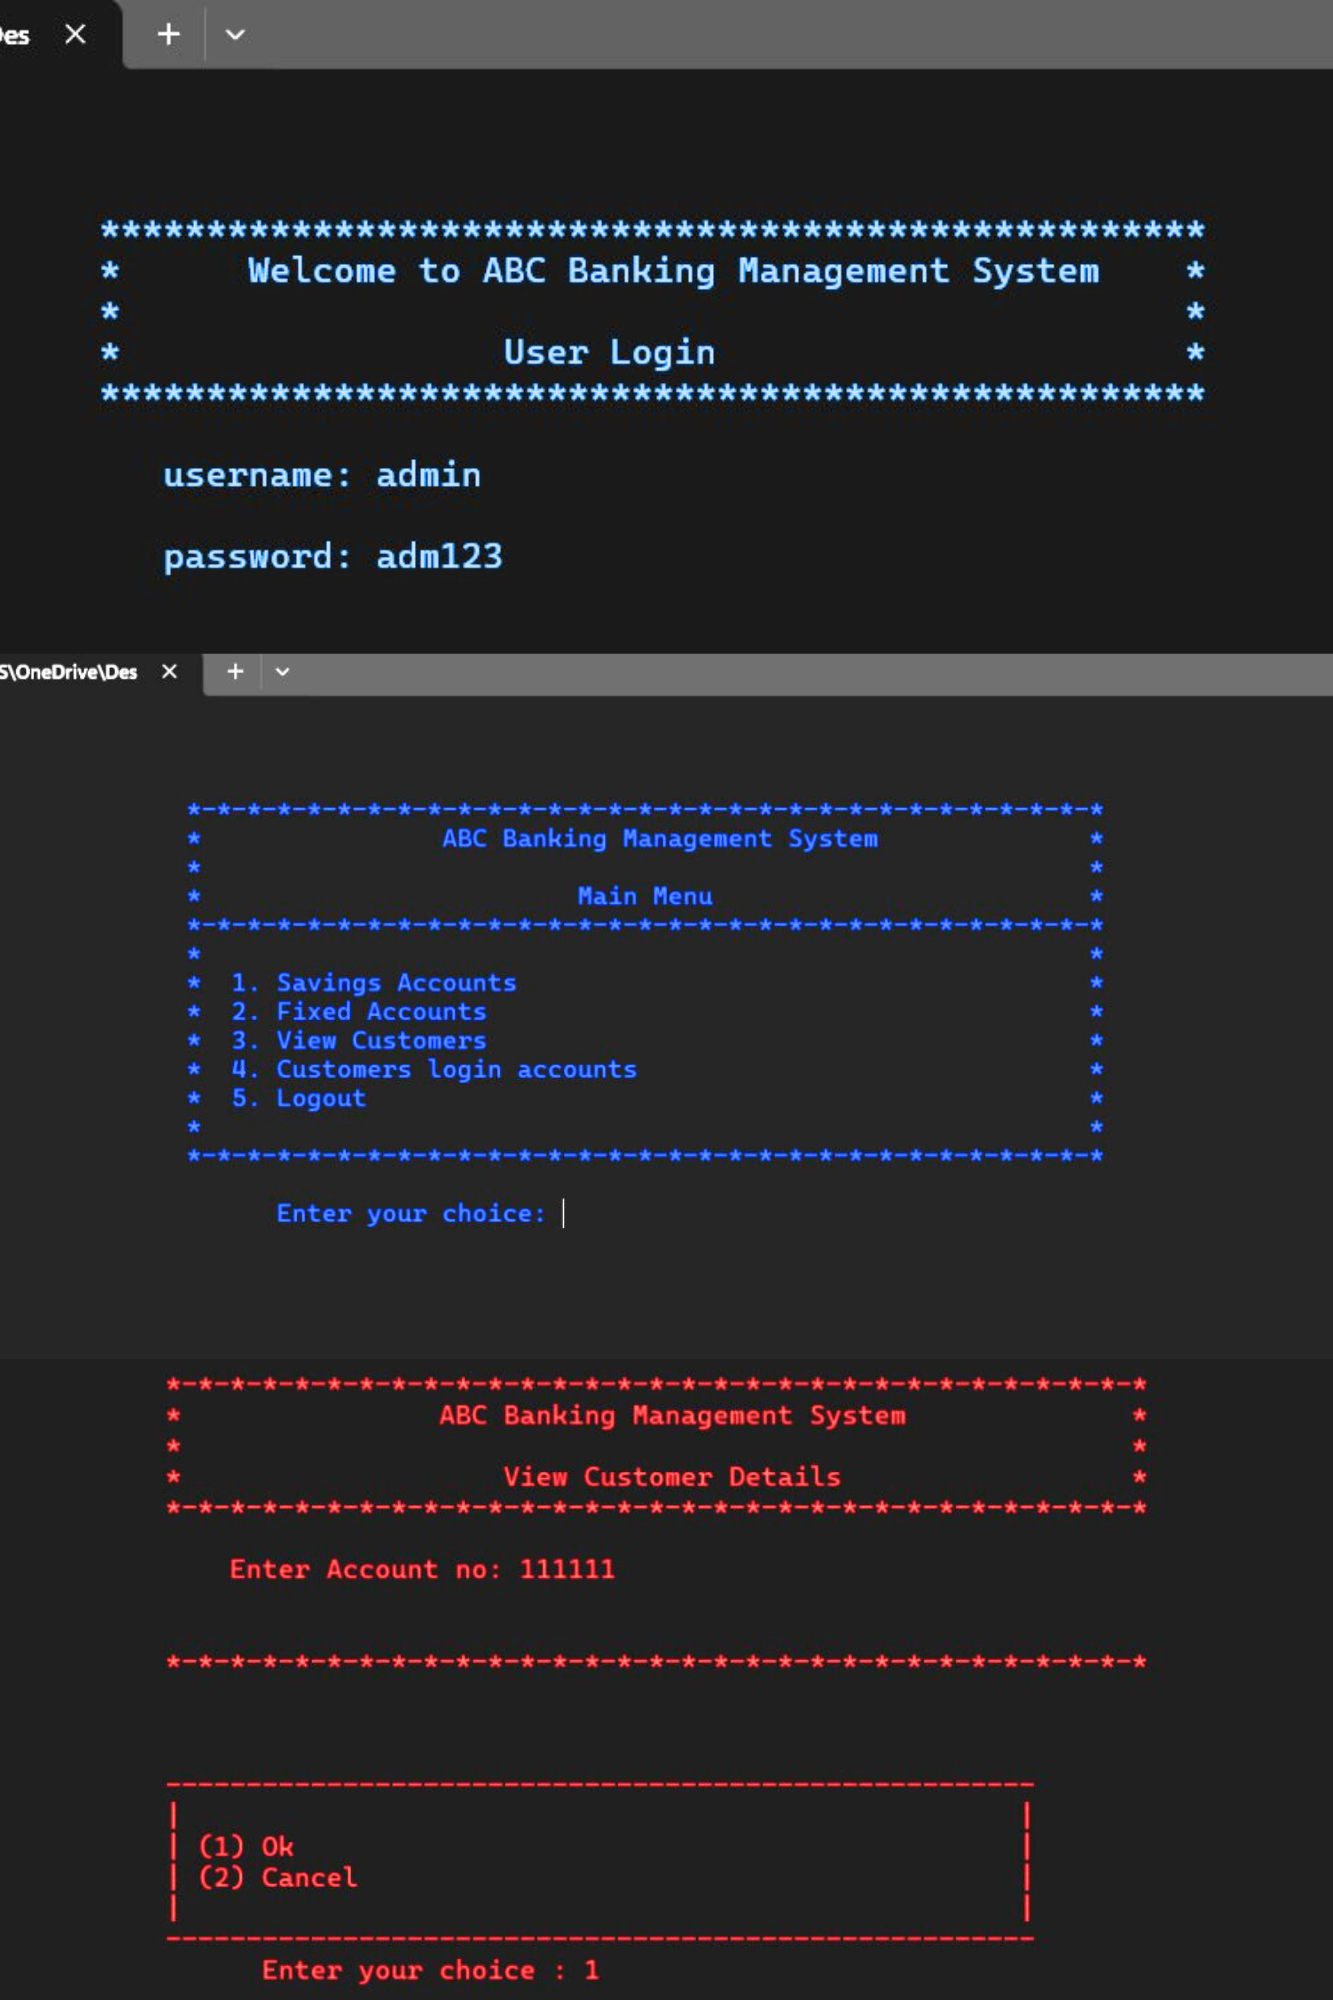 es
****************************************************
* Welcome to ABC Banking Management System *
* *
* User Login *
****************************************************
username: admin
password: adm123
S\OneDrive\Des
*-*-*-*-*-*-*-*-*-*-*-*-*-*-*-*-*-*-*-*-*-*-*-*-*-*-*-*-*-*-*
* ABC Banking Management System *
* *
* Main Menu *
*-*-*-*-*-*-*-*-*-*-*-*-*-*-*-*-*-*-*-*-*-*-*-*-*-*-*-*-*-*-*
* *
* 1. Savings Accounts *
* 2. Fixed Accounts *
* 3. View Customers *
* 4. Customers login accounts *
* 5. Logout *
* *
*-*-*-*-*-*-*-*-*-*-*-*-*-*-*-*-*-*-*-*-*-*-*-*-*-*-*-*-*-*-*
Enter your choice:
*-*-*-*-*-*-*-*-*-*-*-*-*-*-*-*-*-*-*-*-*-*-*-*-*-*-*-*-*-*-*
* ABC Banking Management System *
* *
* View Customer Details *
*-*-*-*-*-*-*-*-*-*-*-*-*-*-*-*-*-*-*-*-*-*-*-*-*-*-*-*-*-*-*
Enter Account no: 111111
*-*-*-*-*-*-*-*-*-*-*-*-*-*-*-*-*-*-*-*-*-*-*-*-*-*-*-*-*-*-*
------------------------------------------------------
| |
| (1) Ok |
| (2) Cancel |
| |
------------------------------------------------------
Enter your choice : 1